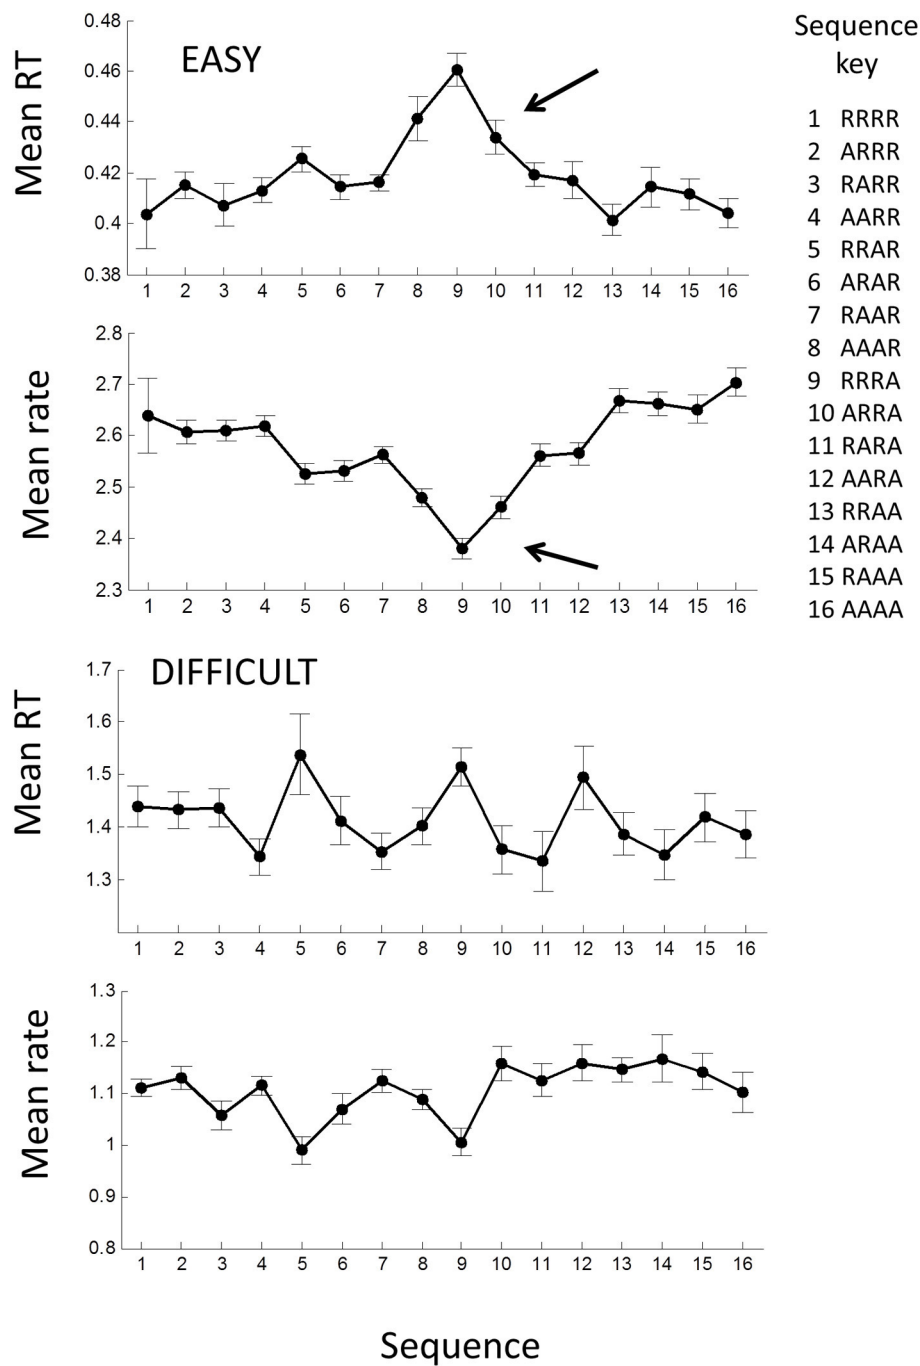 EASY
Mean RT
0.48
0.46
0.44
0.42
0.4
0.38
1 2 3 4 5 6 7 8 9 10 11 12 13 14 15 16
Mean rate
2.8
2.7
2.6
2.5
2.4
2.3
1 2 3 4 5 6 7 8 9 10 11 12 13 14 15 16
Sequence
key
1 RRRR
2 ARRR
3 RARR
4 AARR
5 RRAR
6 ARAR
7 RAAR
8 AAAR
9 RRRA
10 ARRA
11 RARA
12 AARA
13 RRAA
14 ARAA
15 RAAA
16 AAAA
DIFFICULT
Mean RT
1.7
1.6
1.5
1.4
1.3
1 2 3 4 5 6 7 8 9 10 11 12 13 14 15 16
Mean rate
1.3
1.2
1.1
1
0.9
0.8
1 2 3 4 5 6 7 8 9 10 11 12 13 14 15 16
Sequence